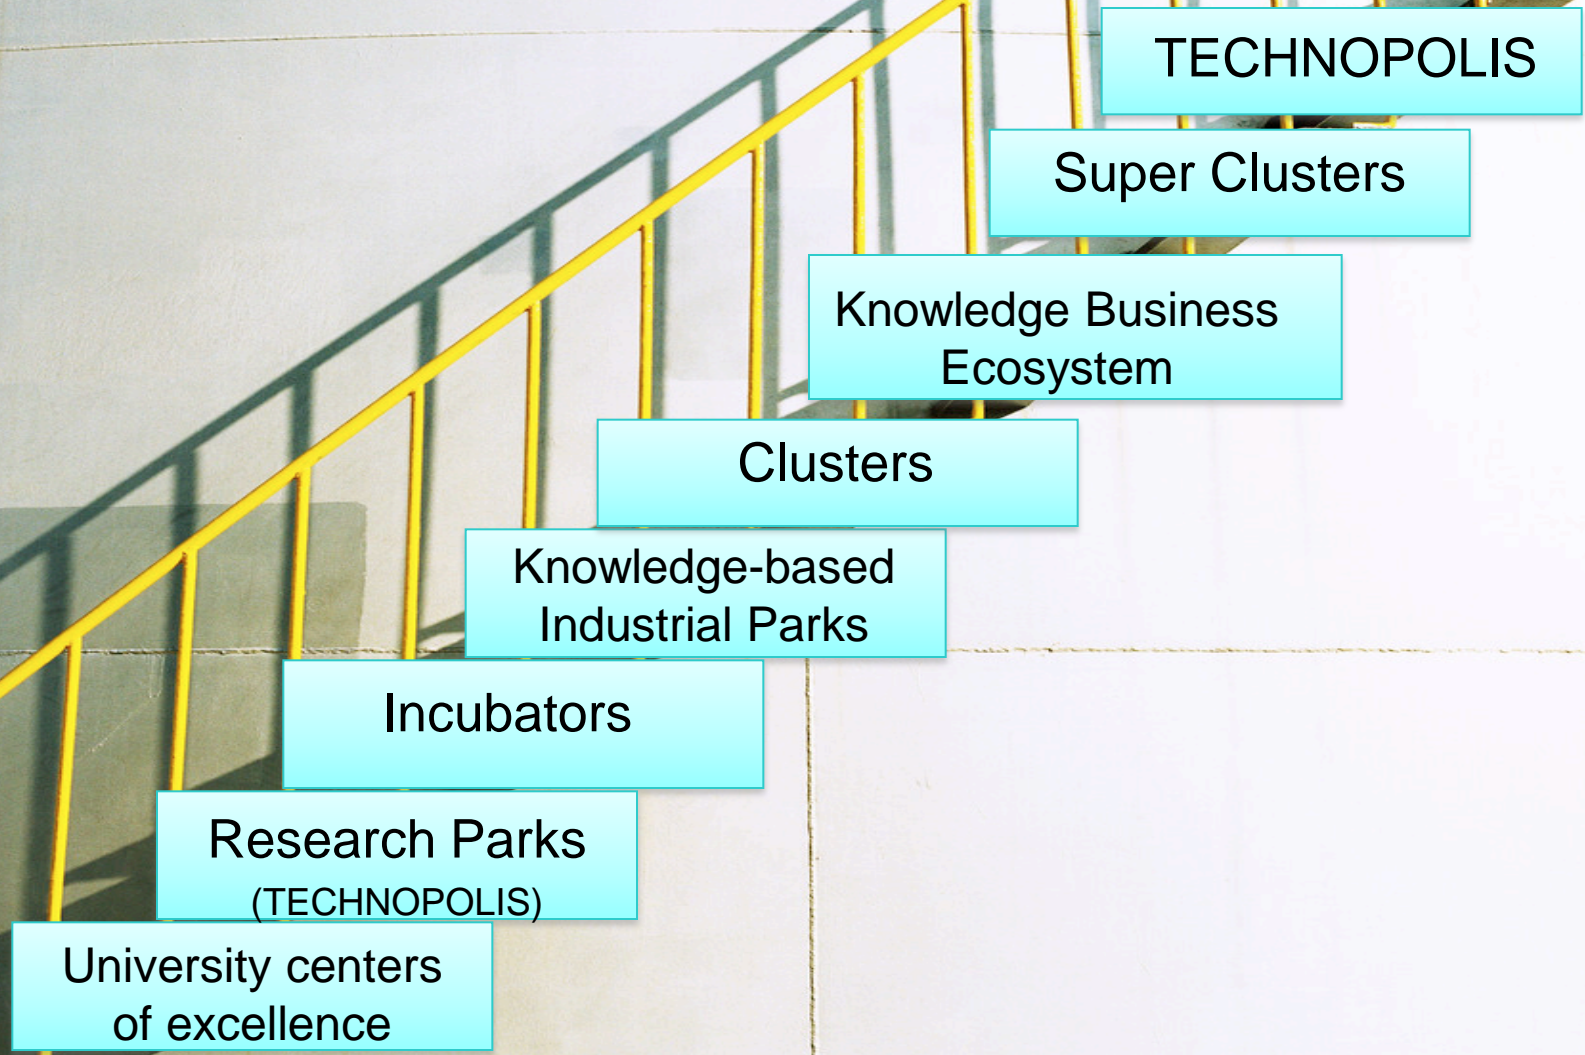 TECHNOPOLIS
Super Clusters
Knowledge Business
Ecosystem
Clusters
Knowledge-based
Industrial Parks
Incubators
Research Parks
(TECHNOPOLIS)
University centers
of excellence